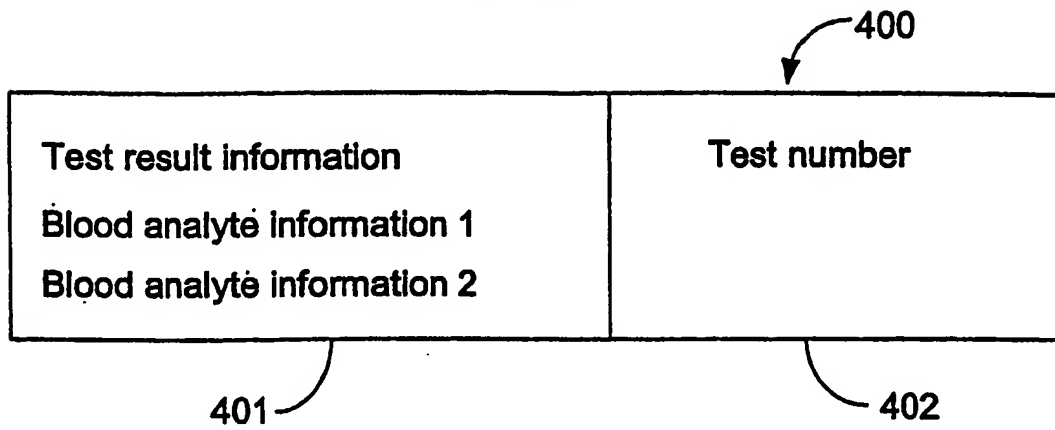 400
Test result information
Test number
Blood analyte information 1
Blood analyte information 2
401
402